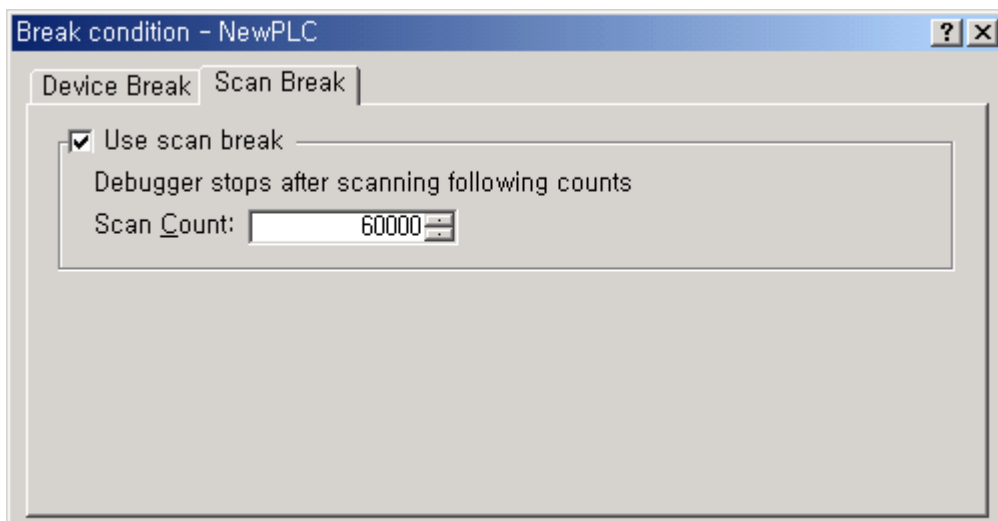 Break condition - NewPLC
Device Break Scan Break
Use scan break
Debugger stops after scanning following counts
Scan Count: 60000